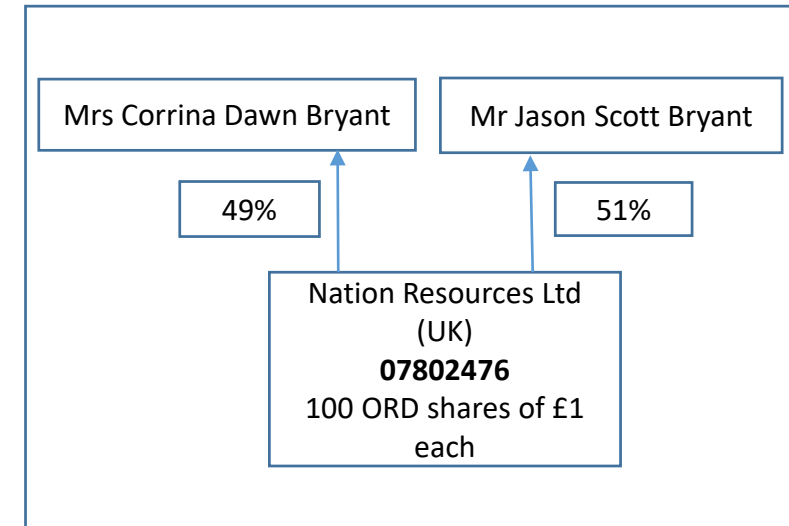 Mrs Corrina Dawn Bryant
Mr Jason Scott Bryant
49%
51%
Nation Resources Ltd
(UK)
07802476
100 ORD shares of £1
each